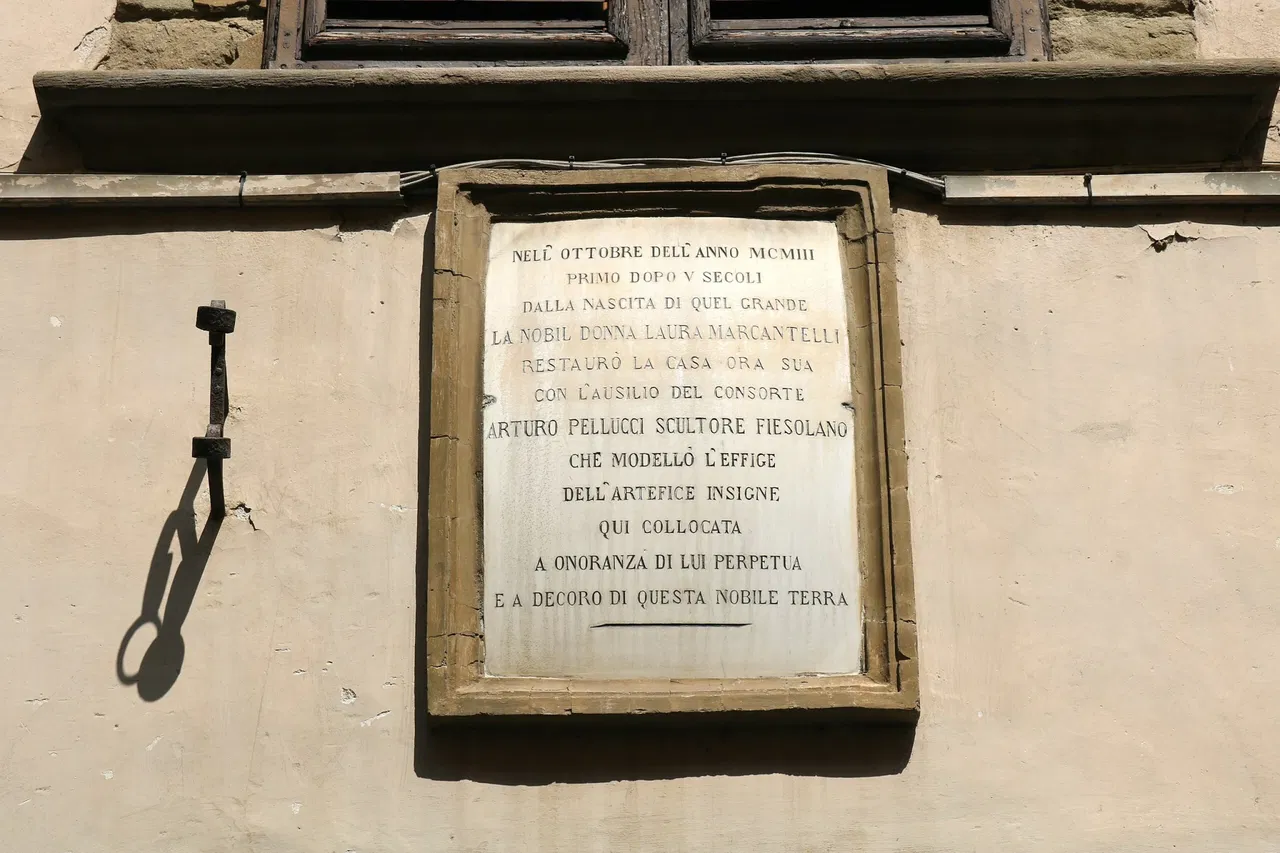 NELL' OTTOBRE DELL' ANNO MCMIII
PRIMO DOPO V SECOLI
DALLA NASCITA DI QUEL GRANDE
LA NOBIL DONNA LAURA MARCANTELLI
RESTAURÒ LA CASA ORA SUA
CON L'AUSILIO DEL CONSORTE
ARTURO PELLUCCI SCULTORE FIESOLANO
CHE MODELLÒ L'EFFIGE
DELL'ARTEFICE INSIGNE
QUI COLLOCATA
A ONORANZA DI LUI PERPETUA
E A DECORO DI QUESTA NOBILE TERRA